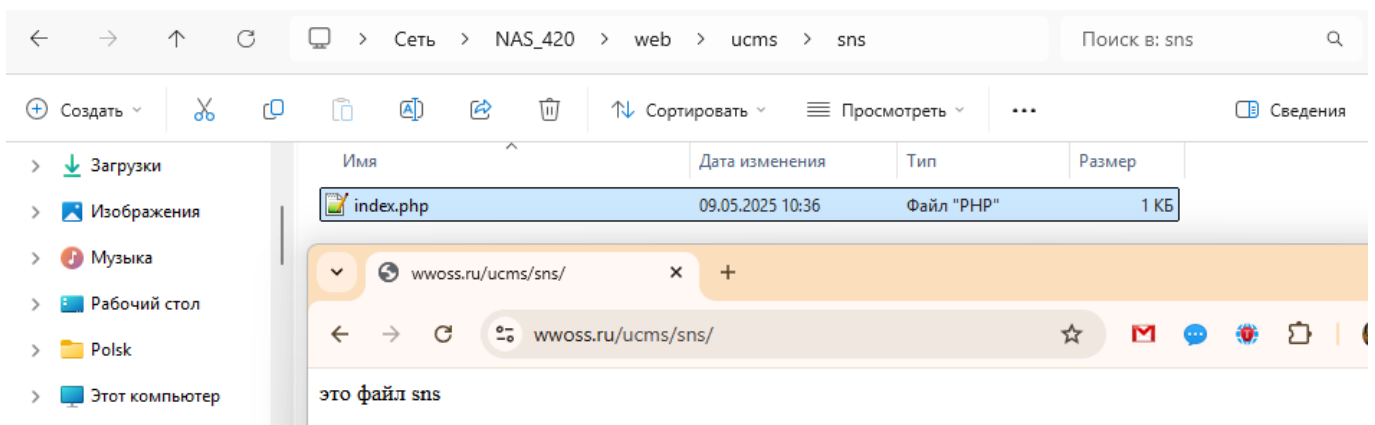 Сеть > NAS_420 > web > ucms > sns
Поиск в: sns
Создать
Сортировать
Просмотреть
Сведения
Загрузки
Изображения
Музыка
Рабочий стол
Polsk
Этот компьютер
Имя Дата изменения Тип Размер
index.php 09.05.2025 10:36 Файл "PHP" 1 КБ
wwoss.ru/ucms/sns/
wwoss.ru/ucms/sns/
это файл sns